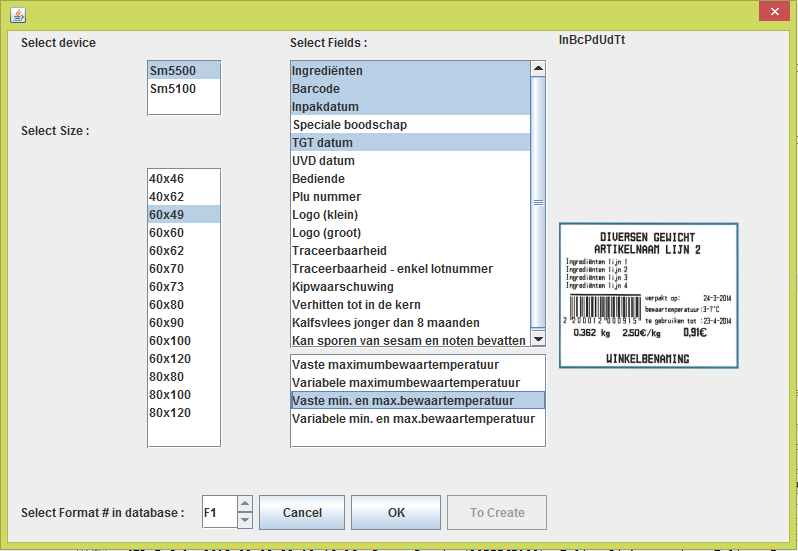 Select device
Sm5500
Sm5100
Select Size :
40x46
40x62
60x49
60x60
60x62
60x70
60x73
60x80
60x90
60x100
60x120
80x80
80x100
80x120
Select Fields :
Ingrediënten
Barcode
Inpakdatum
Speciale boodschap
TGT datum
UVD datum
Bediende
Plu nummer
Logo (klein)
Logo (groot)
Traceerbaarheid
Traceerbaarheid - enkel lotnummer
Kipwaarschuwing
Verhitten tot in de kern
Kalfsvlees jonger dan 8 maanden
Kan sporen van sesam en noten bevatten
Vaste maximumbewaartemperatuur
Variabele maximumbewaartemperatuur
Vaste min. en max.bewaartemperatuur
Variabele min. en max.bewaartemperatuur
InBcPdUdTt
DIVERSEN GEWICHT
ARTIKELNAAM LIJN 2
Ingrediënten lijn 1
Ingrediënten lijn 2
Ingrediënten lijn 3
Ingrediënten lijn 4
verpakt op: 24-3-2014
bewaartemperatuur:3-7°C
2 200012 000915 te gebruiken tot :23-4-2014
0.362 kg 2,50€/kg 0,91€
WINKELBENAMING
Select Format # in database : F1 Cancel OK To Create